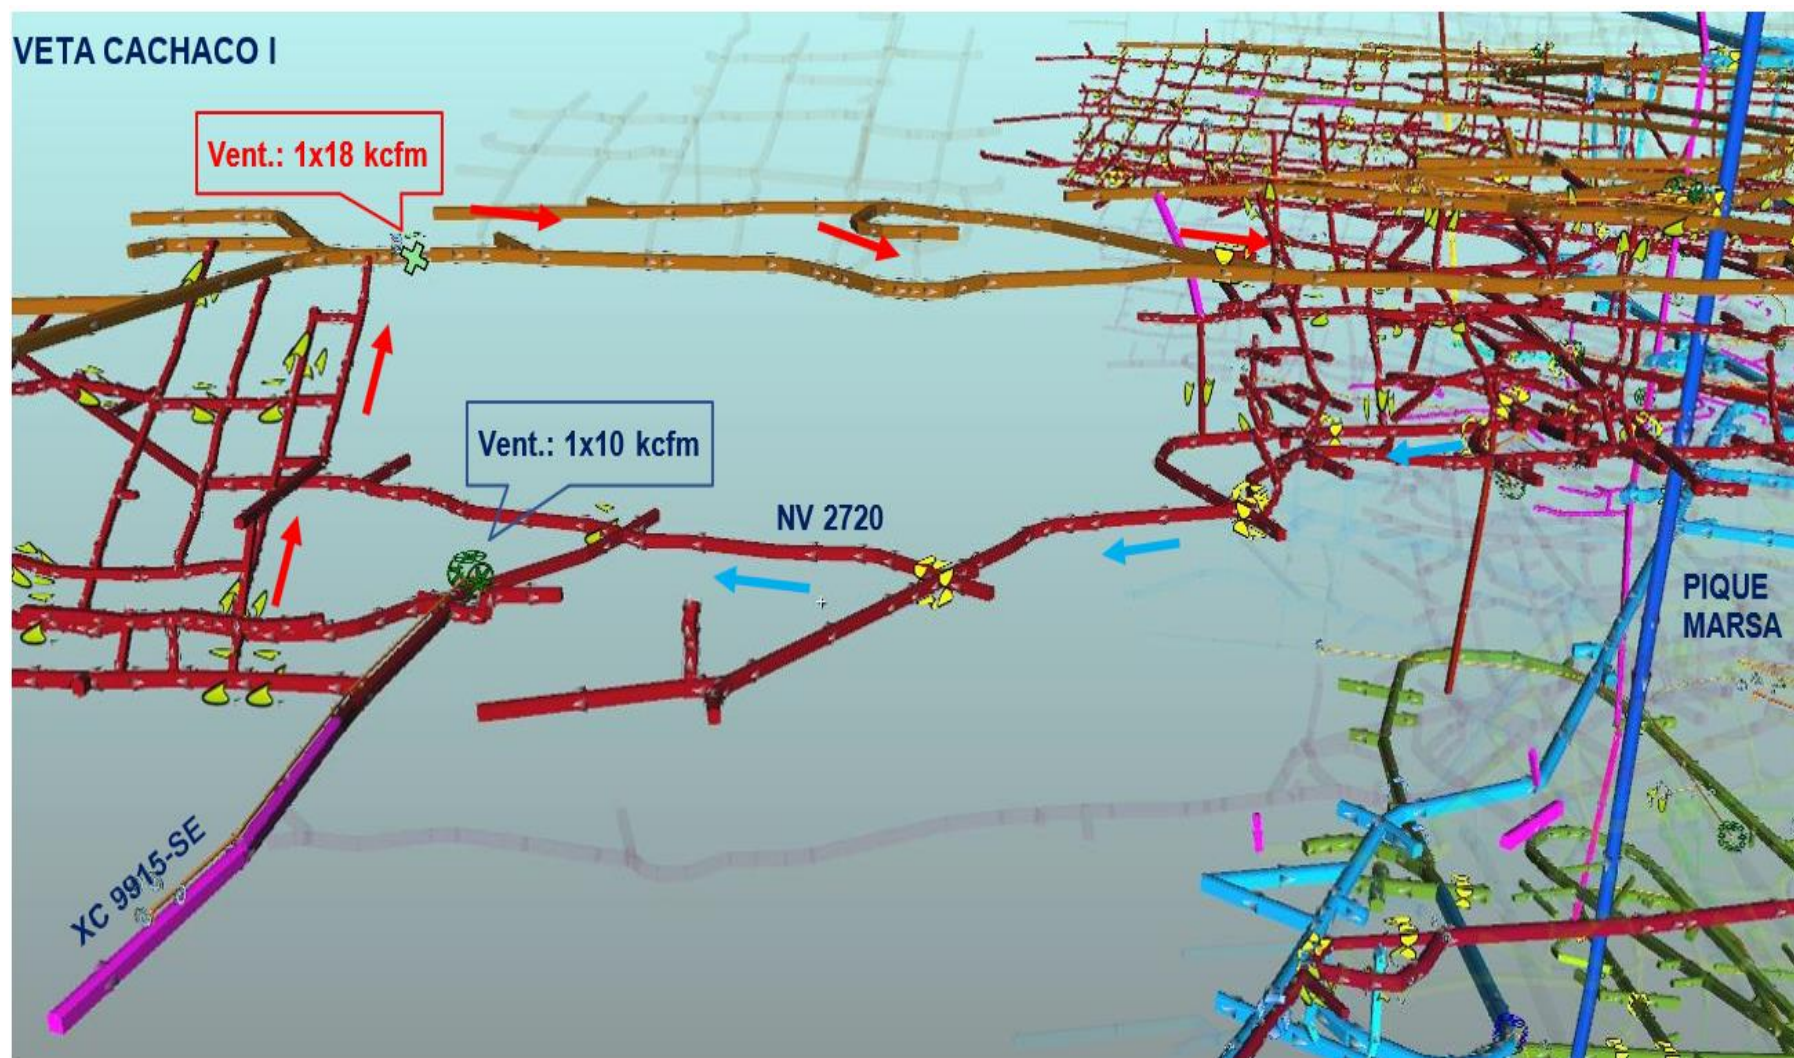 VETA CACHACO I
Vent.: 1x18 kcfm
Vent.: 1x10 kcfm
NV 2720
PIQUE
MARSA
XC 9915-SE